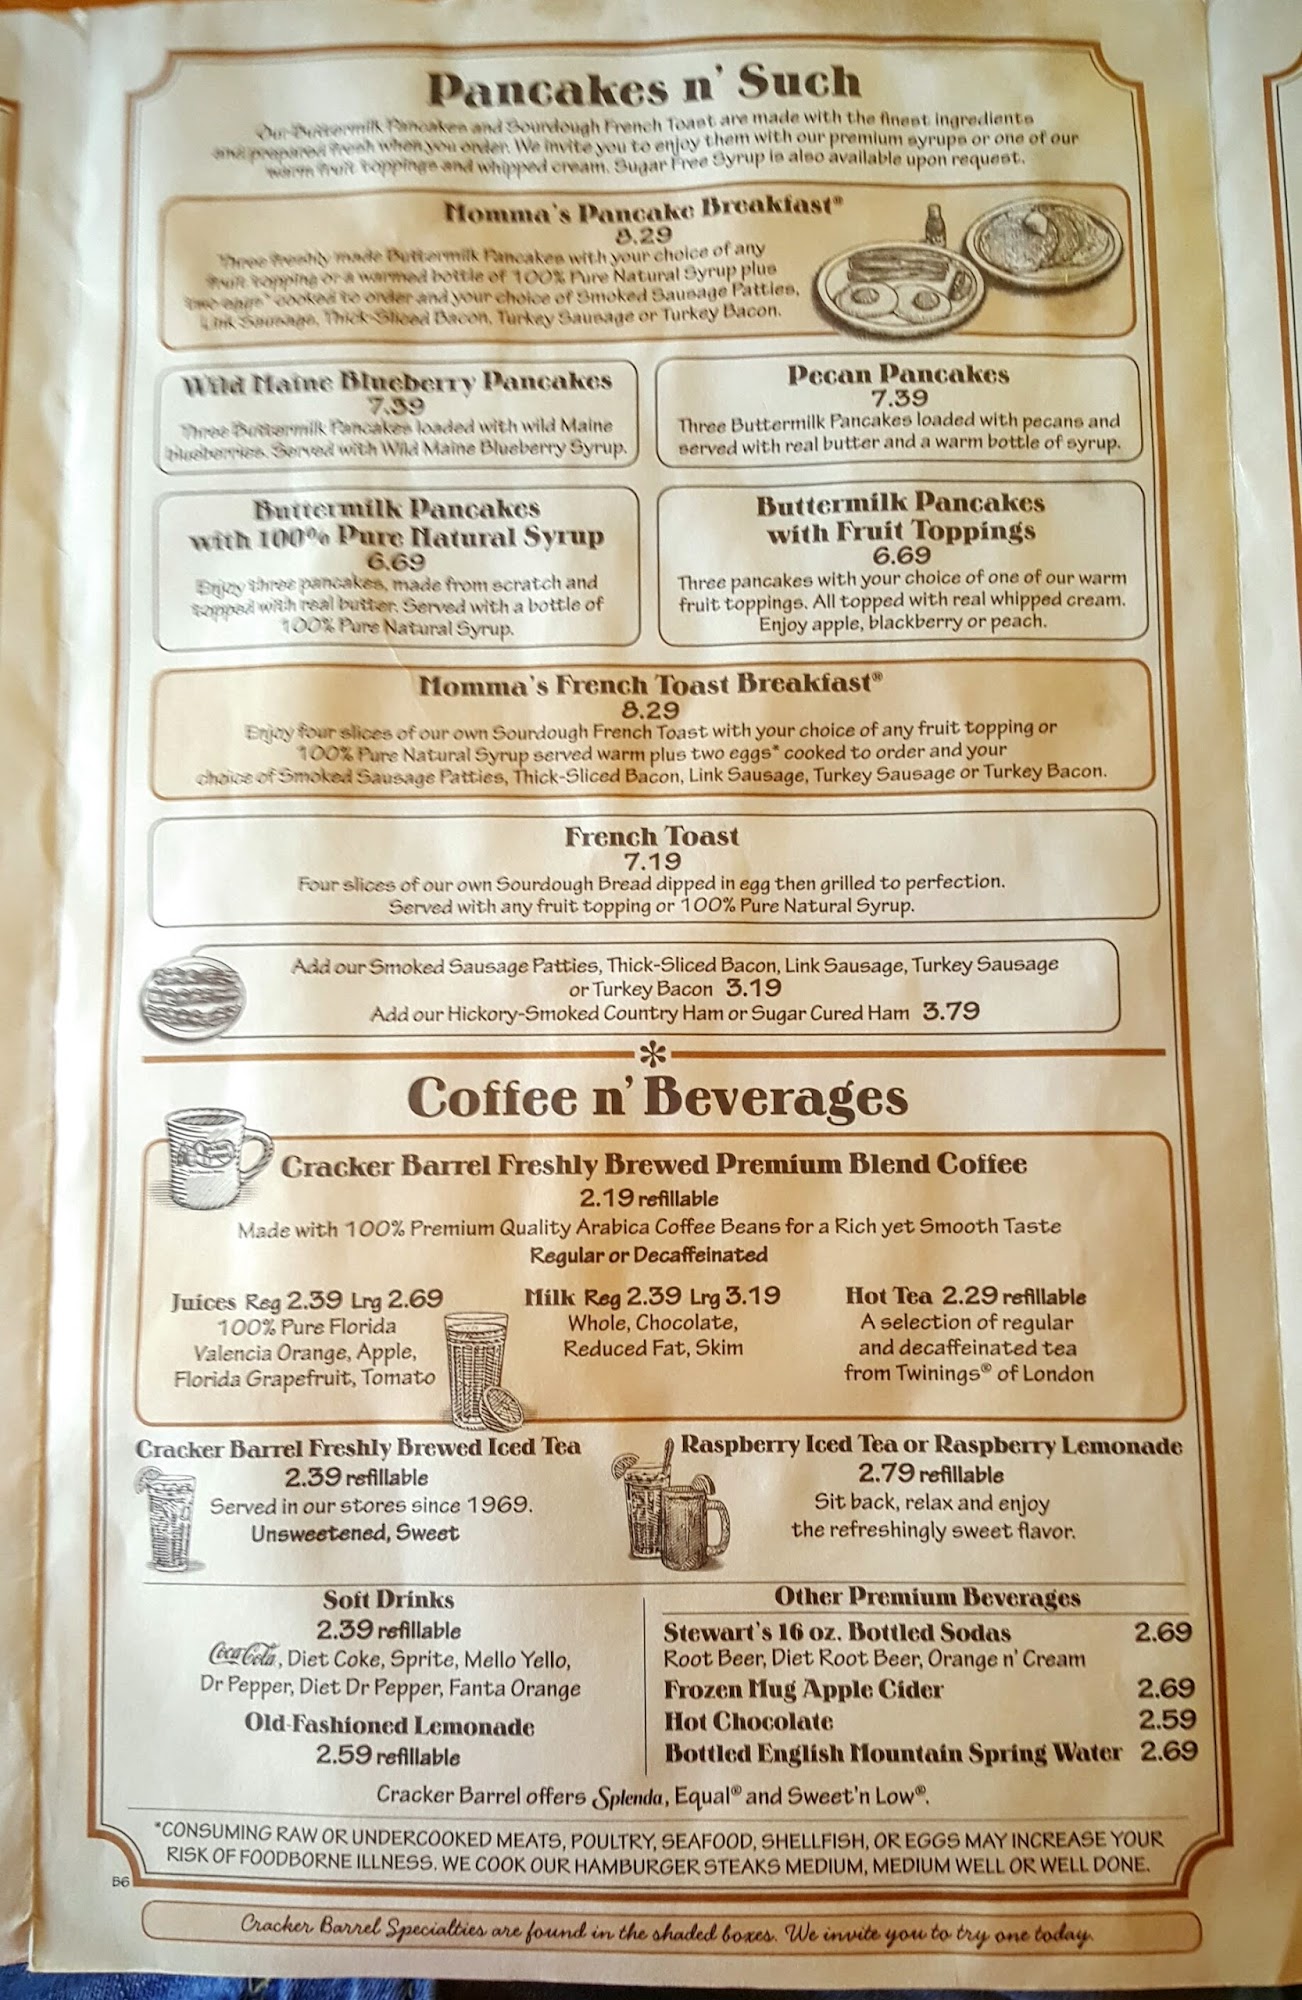 Pancakes n' Such
Our Buttermilk Pancakes and Sourdough French Toast are made with the finest ingredients
and prepared fresh when you order. We invite you to enjoy them with our premium syrups or one of our
warm fruit toppings and whipped cream. Sugar Free Syrup is also available upon request.
Momma's Pancake Breakfast*
8.29
Three freshly made Buttermilk Pancakes with your choice of any
fruit topping or a warmed bottle of 100% Pure Natural Syrup plus
two eggs* cooked to order and your choice of Smoked Sausage Patties,
Link Sausage, Thick-Sliced Bacon, Turkey Sausage or Turkey Bacon.
Wild Maine Blueberry Pancakes
7.39
Three Buttermilk Pancakes loaded with wild Maine
blueberries. Served with Wild Maine Blueberry Syrup.
Pecan Pancakes
7.39
Three Buttermilk Pancakes loaded with pecans and
served with real butter and a warm bottle of syrup.
Buttermilk Pancakes
with 100% Pure Natural Syrup
6.69
Enjoy three pancakes, made from scratch and
topped with real butter. Served with a bottle of
100% Pure Natural Syrup.
Buttermilk Pancakes
with Fruit Toppings
6.69
Three pancakes with your choice of one of our warm
fruit toppings. All topped with real whipped cream.
Enjoy apple, blackberry or peach.
Momma's French Toast Breakfast®
8.29
Enjoy four slices of our own Sourdough French Toast with your choice of any fruit topping or
100% Pure Natural Syrup served warm plus two eggs* cooked to order and your
choice of Smoked Sausage Patties, Thick-Sliced Bacon, Link Sausage, Turkey Sausage or Turkey Bacon.
French Toast
7.19
Four slices of our own Sourdough Bread dipped in egg then grilled to perfection.
Served with any fruit topping or 100% Pure Natural Syrup.
Add our Smoked Sausage Patties, Thick-Sliced Bacon, Link Sausage, Turkey Sausage
or Turkey Bacon 3.19
Add our Hickory-Smoked Country Ham or Sugar Cured Ham 3.79
Coffee n' Beverages
Cracker Barrel Freshly Brewed Premium Blend Coffee
2.19 refillable
Made with 100% Premium Quality Arabica Coffee Beans for a Rich yet Smooth Taste
Regular or Decaffeinated
Juices Reg 2.39 Lrg 2.69
100% Pure Florida
Valencia Orange, Apple,
Florida Grapefruit, Tomato
Milk Reg 2.39 Lrg 3.19
Whole, Chocolate,
Reduced Fat, Skim
Hot Tea 2.29 refillable
A selection of regular
and decaffeinated tea
from Twinings® of London
Cracker Barrel Freshly Brewed Iced Tea
2.39 refillable
Served in our stores since 1969.
Unsweetened, Sweet
Raspberry Iced Tea or Raspberry Lemonade
2.79 refillable
Sit back, relax and enjoy
the refreshingly sweet flavor.
Soft Drinks
2.39 refillable
Coca-Cola, Diet Coke, Sprite, Mello Yello,
Dr Pepper, Diet Dr Pepper, Fanta Orange
Old-Fashioned Lemonade
2.59 refillable
Other Premium Beverages
Stewart's 16 oz. Bottled Sodas 2.69
Root Beer, Diet Root Beer, Orange n' Cream
Frozen Mug Apple Cider 2.69
Hot Chocolate 2.59
Bottled English Mountain Spring Water 2.69
Cracker Barrel offers Splenda, Equal® and Sweet'n Low®.
*CONSUMING RAW OR UNDERCOOKED MEATS, POULTRY, SEAFOOD, SHELLFISH, OR EGGS MAY INCREASE YOUR
RISK OF FOODBORNE ILLNESS. WE COOK OUR HAMBURGER STEAKS MEDIUM, MEDIUM WELL OR WELL DONE.
B6
Cracker Barrel Specialties are found in the shaded boxes. We invite you to try one today.